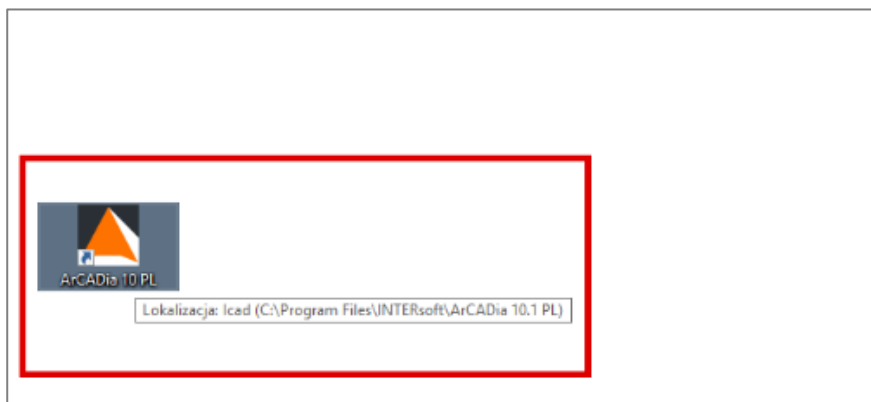 ArCADia 10 PL
Lokalizacja: Icad (C:\Program Files\INTERsoft\ArCADia 10.1 PL)